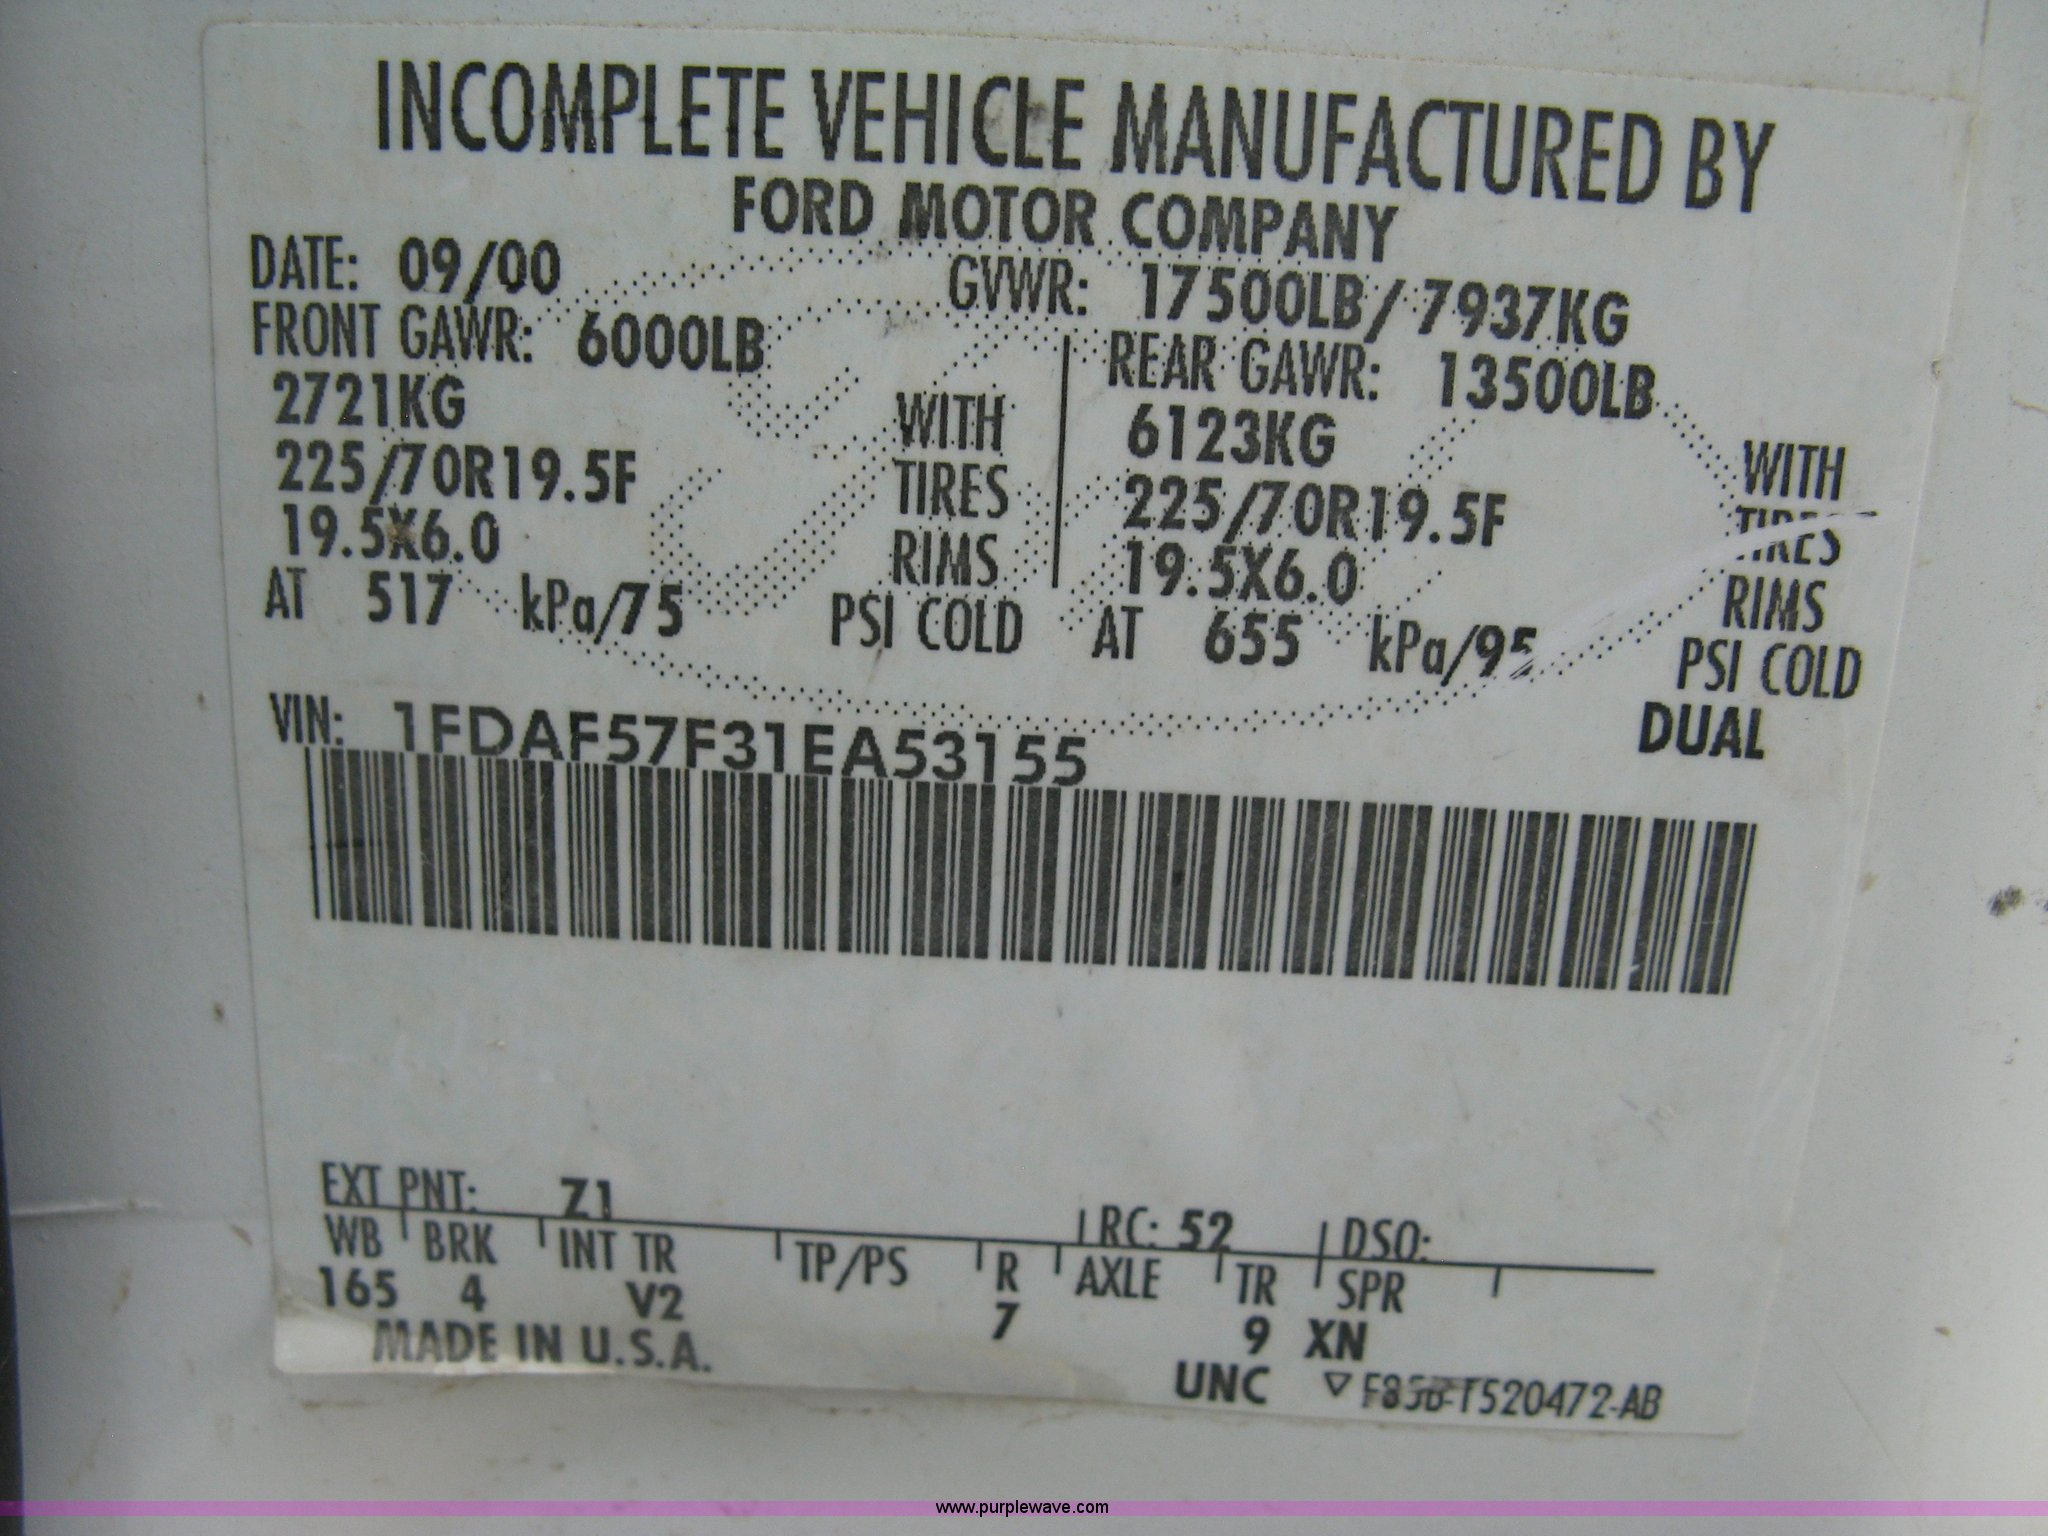 INCOMPLETE VEHICLE MANUFACTURED BY
FORD MOTOR COMPANY
DATE: 09/00 GVWR: 17500LB/7937KG
FRONT GAWR: 6000LB REAR GAWR: 13500LB
2721KG WITH 6123KG WITH
225/70R19.5F TIRES 225/70R19.5F TIRES
19.5X6.0 RIMS 19.5X6.0 RIMS
AT 517 kPa/75 PSI COLD AT 655 kPa/95 PSI COLD
DUAL
VIN: 1FDAF57F31EA53155
EXT PNT: Z1 RC: 52 DSO:
WB BRK INT TR TP/PS R AXLE TR SPR
165 4 V2 7 9 XN
MADE IN U.S.A.
UNC ▽ F85B-1520472-AB
www.purplewave.com